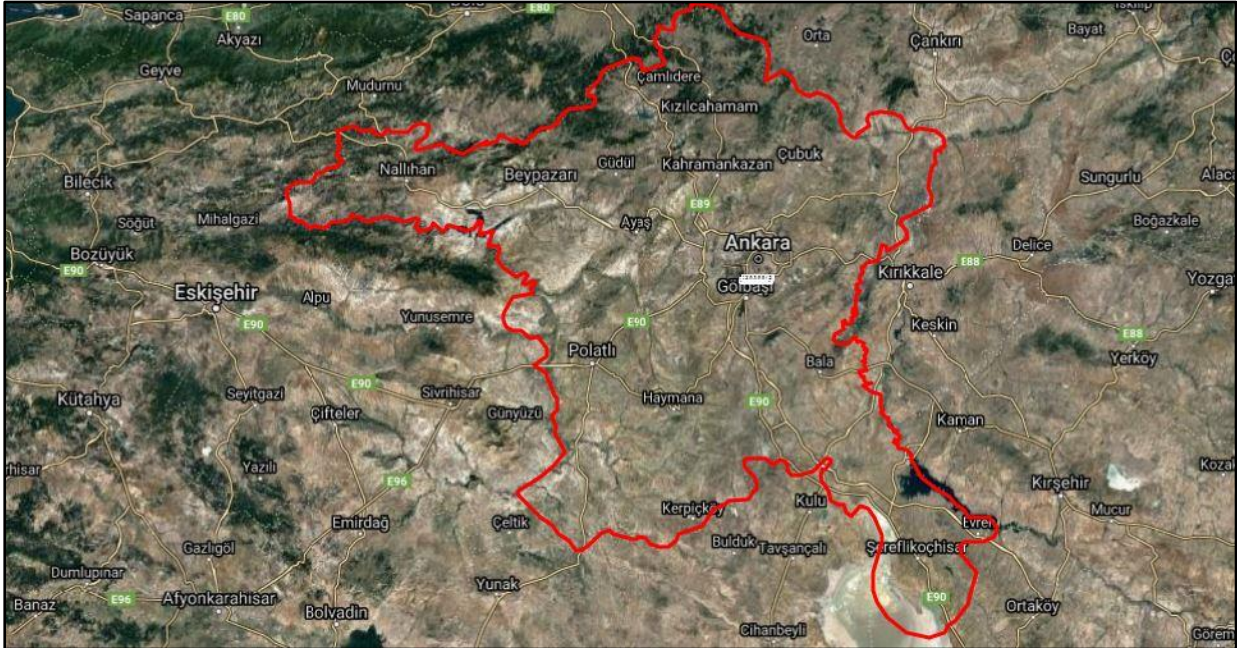 E80
Sapanca
Akyazı
Geyve
Mudurnu
E80
Orta
Çankırı
Bayat
Çamlıdere
Kızılcahamam
Nallıhan
Beypazarı
Güdül
Kahramankazan
Çubuk
Sungurlu
Bilecik
Söğüt
Mihalgazi
Ayaş
E89
Boğazkale
Bozüyük
E90
Ankara
Delice
E88
Kırıkkale
Eskişehir
Alpu
Gölbaşı
E90
Yunusemre
E90
Keskin
E88
Yerköy
Polatlı
Bala
E90
Kütahya
Seyitgazi
Sivrihisar
Haymana
E90
Çifteler
Günyüzü
Kaman
Yazılı
E96
Kırşehir
Mucur
Emirdağ
Çeltik
Kerpiçköy
Kulu
Gazlıgöl
Bulduk
Tavşançalı
Şereflikoçhisar
Dumlupınar
Yunak
E90
Ortaköy
Banaz
E96
Afyonkarahisar
Bolvadin
Cihanbeyli